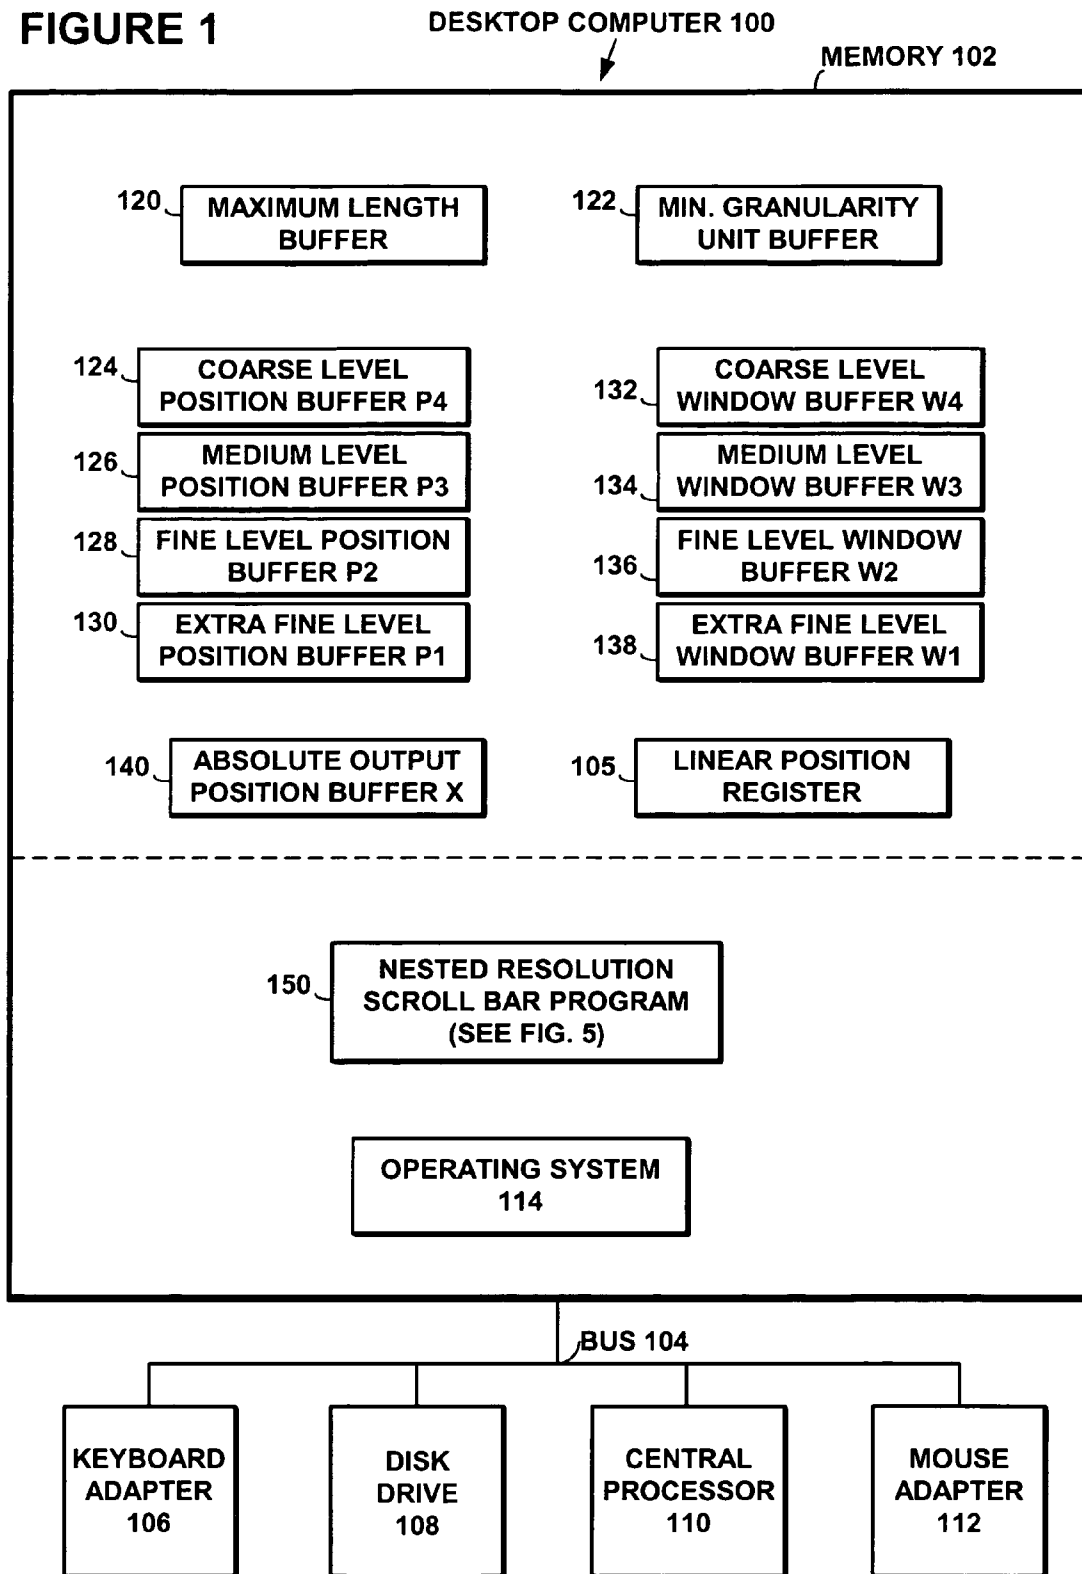 FIGURE 1
DESKTOP COMPUTER 100
MEMORY 102
120
MAXIMUM LENGTH
BUFFER
122
MIN. GRANULARITY
UNIT BUFFER
124
COARSE LEVEL
POSITION BUFFER P4
132
COARSE LEVEL
WINDOW BUFFER W4
126
MEDIUM LEVEL
POSITION BUFFER P3
134
MEDIUM LEVEL
WINDOW BUFFER W3
128
FINE LEVEL POSITION
BUFFER P2
136
FINE LEVEL WINDOW
BUFFER W2
130
EXTRA FINE LEVEL
POSITION BUFFER P1
138
EXTRA FINE LEVEL
WINDOW BUFFER W1
140
ABSOLUTE OUTPUT
POSITION BUFFER X
105
LINEAR POSITION
REGISTER
150
NESTED RESOLUTION
SCROLL BAR PROGRAM
(SEE FIG. 5)
OPERATING SYSTEM
114
BUS 104
KEYBOARD
ADAPTER
106
DISK
DRIVE
108
CENTRAL
PROCESSOR
110
MOUSE
ADAPTER
112